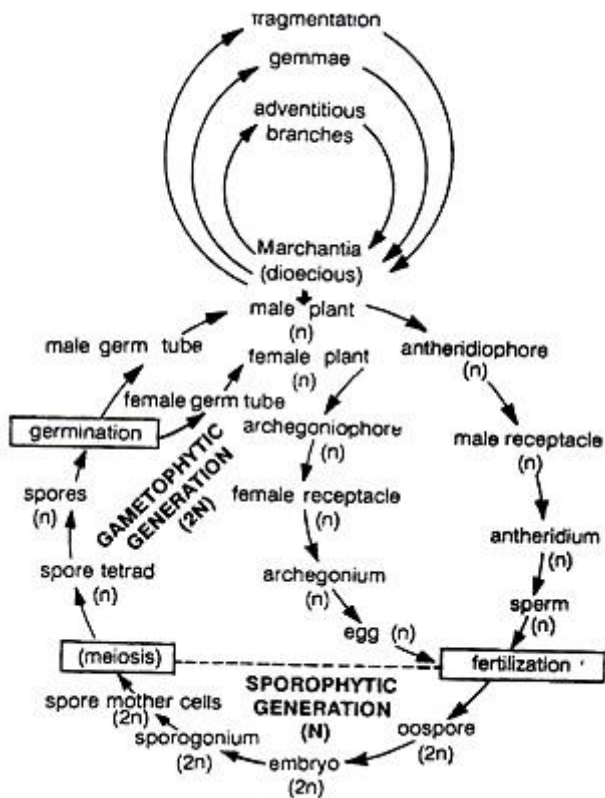 fragmentation
gemmae
adventitious
branches
Marchantia
(dioecious)
male plant
(n)
male germ tube
female plant
(n)
antheridiophore
(n)
female germ tube
germination
archegoniophore
(n)
male receptacle
(n)
GAMETOPHYTIC
GENERATION
(2N)
spores
(n)
female receptacle
(n)
antheridium
(n)
spore tetrad
(n)
archegonium
(n)
sperm
(n)
egg (n)
(meiosis)
fertilization
SPOROPHYTIC
GENERATION
(N)
spore mother cells
(2n)
oospore
(2n)
sporogonium
(2n)
embryo
(2n)